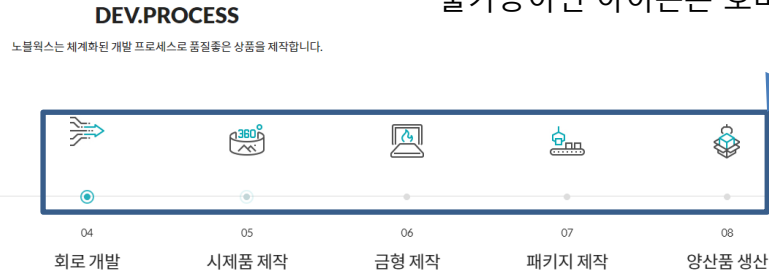 DEV.PROCESS
노블웍스는 체계화된 개발 프로세스로 품질좋은 상품을 제작합니다.
360°
04 05 06 07 08
회로 개발 시제품 제작 금형 제작 패키지 제작 양산품 생산